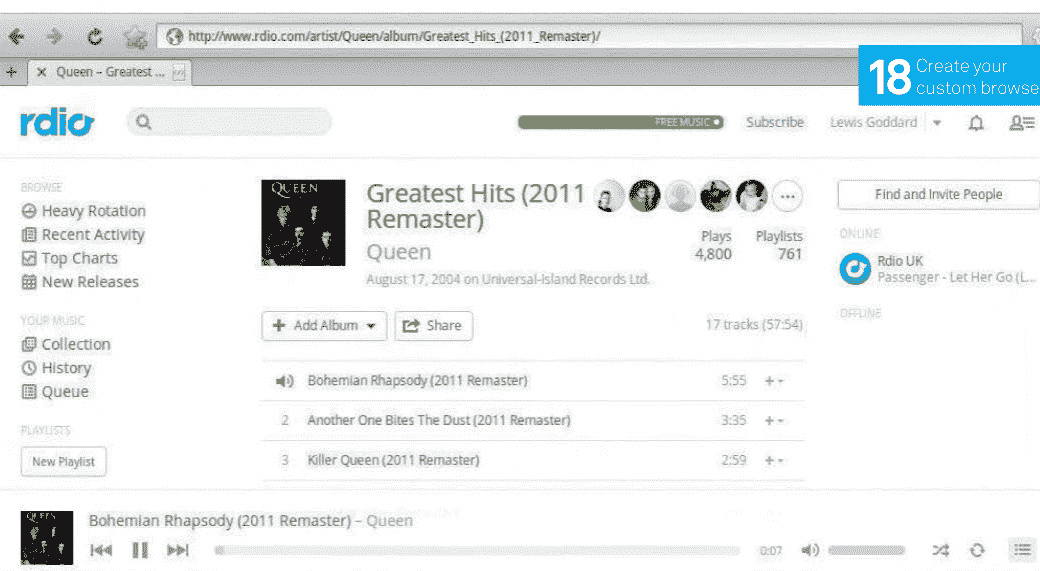 http://www.rdio.com/artist/Queen/album/Greatest_Hits_(2011_Remaster)/
Queen – Greatest ...
18 Create your
custom browse
rdio
FREE MUSIC
Subscribe
Lewis Goddard
BROWSE
Heavy Rotation
Recent Activity
Top Charts
New Releases
YOUR MUSIC
Collection
History
Queue
PLAYLISTS
New Playlist
QUEEN
Greatest Hits (2011
Remaster)
Queen
August 17, 2004 on Universal-Island Records Ltd.
Plays
4,800
Playlists
761
Add Album
Share
17 tracks (57:54)
Bohemian Rhapsody (2011 Remaster) 5:55
2 Another One Bites The Dust (2011 Remaster) 3:35
3 Killer Queen (2011 Remaster) 2:59
Find and Invite People
ONLINE
Rdio UK
Passenger - Let Her Go (L...
OFFLINE
QUEEN
Bohemian Rhapsody (2011 Remaster) – Queen
0:07